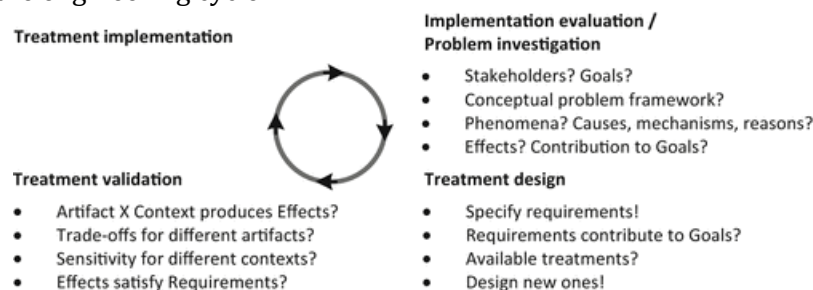 Treatment implementation
Implementation evaluation /
Problem investigation
• Stakeholders? Goals?
• Conceptual problem framework?
• Phenomena? Causes, mechanisms, reasons?
• Effects? Contribution to Goals?
Treatment validation
• Artifact X Context produces Effects?
• Trade-offs for different artifacts?
• Sensitivity for different contexts?
• Effects satisfy Requirements?
Treatment design
• Specify requirements!
• Requirements contribute to Goals?
• Available treatments?
• Design new ones!